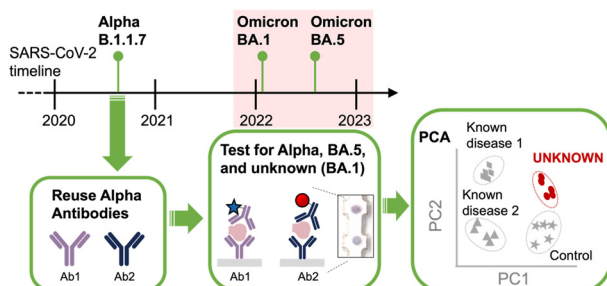 Alpha
B.1.1.7
Omicron
BA.1
Omicron
BA.5
SARS-CoV-2
timeline
2020
2021
2022
2023
Reuse Alpha
Antibodies
Ab1
Ab2
Test for Alpha, BA.5,
and unknown (BA.1)
Ab1
Ab2
PCA
Known
disease 1
UNKNOWN
Known
disease 2
Control
PC2
PC1